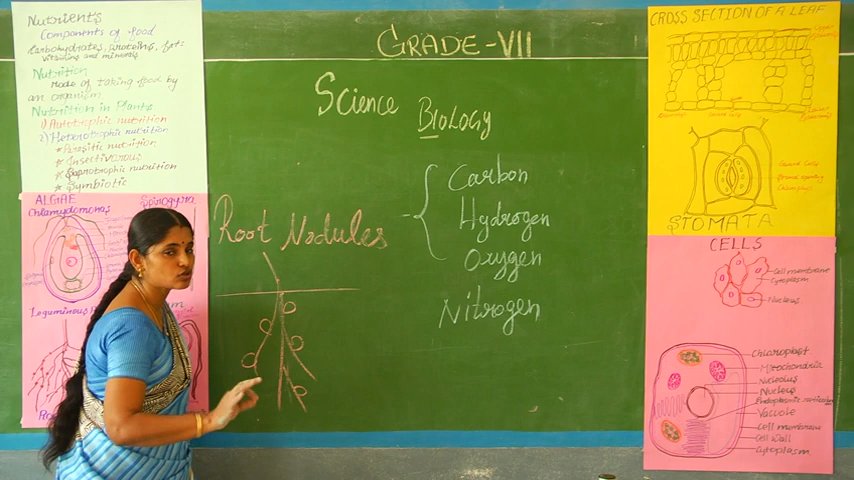 Nutrients
Components of food
Carbohydrates, proteins, fats
vitamins and minerals
Nutrition
Mode of taking food by
an organism
Nutrition in Plants
1) Autotrophic nutrition
2) Heterotrophic nutrition
* Parasitic nutrition
* Insectivorous
* Saprotrophic nutrition
* Symbiotic
ALGAE
Spirogyra
Chlamydomonas
Leguminous
GRADE-VII
Science
Biology
Carbon
Hydrogen
Oxygen
Nitrogen
Root Nodules
CROSS SECTION OF A LEAF
Guard Cells
STOMATA
CELLS
Cell membrane
Cytoplasm
Nucleus
Chloroplast
Mitochondria
Nucleolus
Nucleus
Endoplasmic reticulum
Vacuole
Cell membrane
Cell wall
Cytoplasm